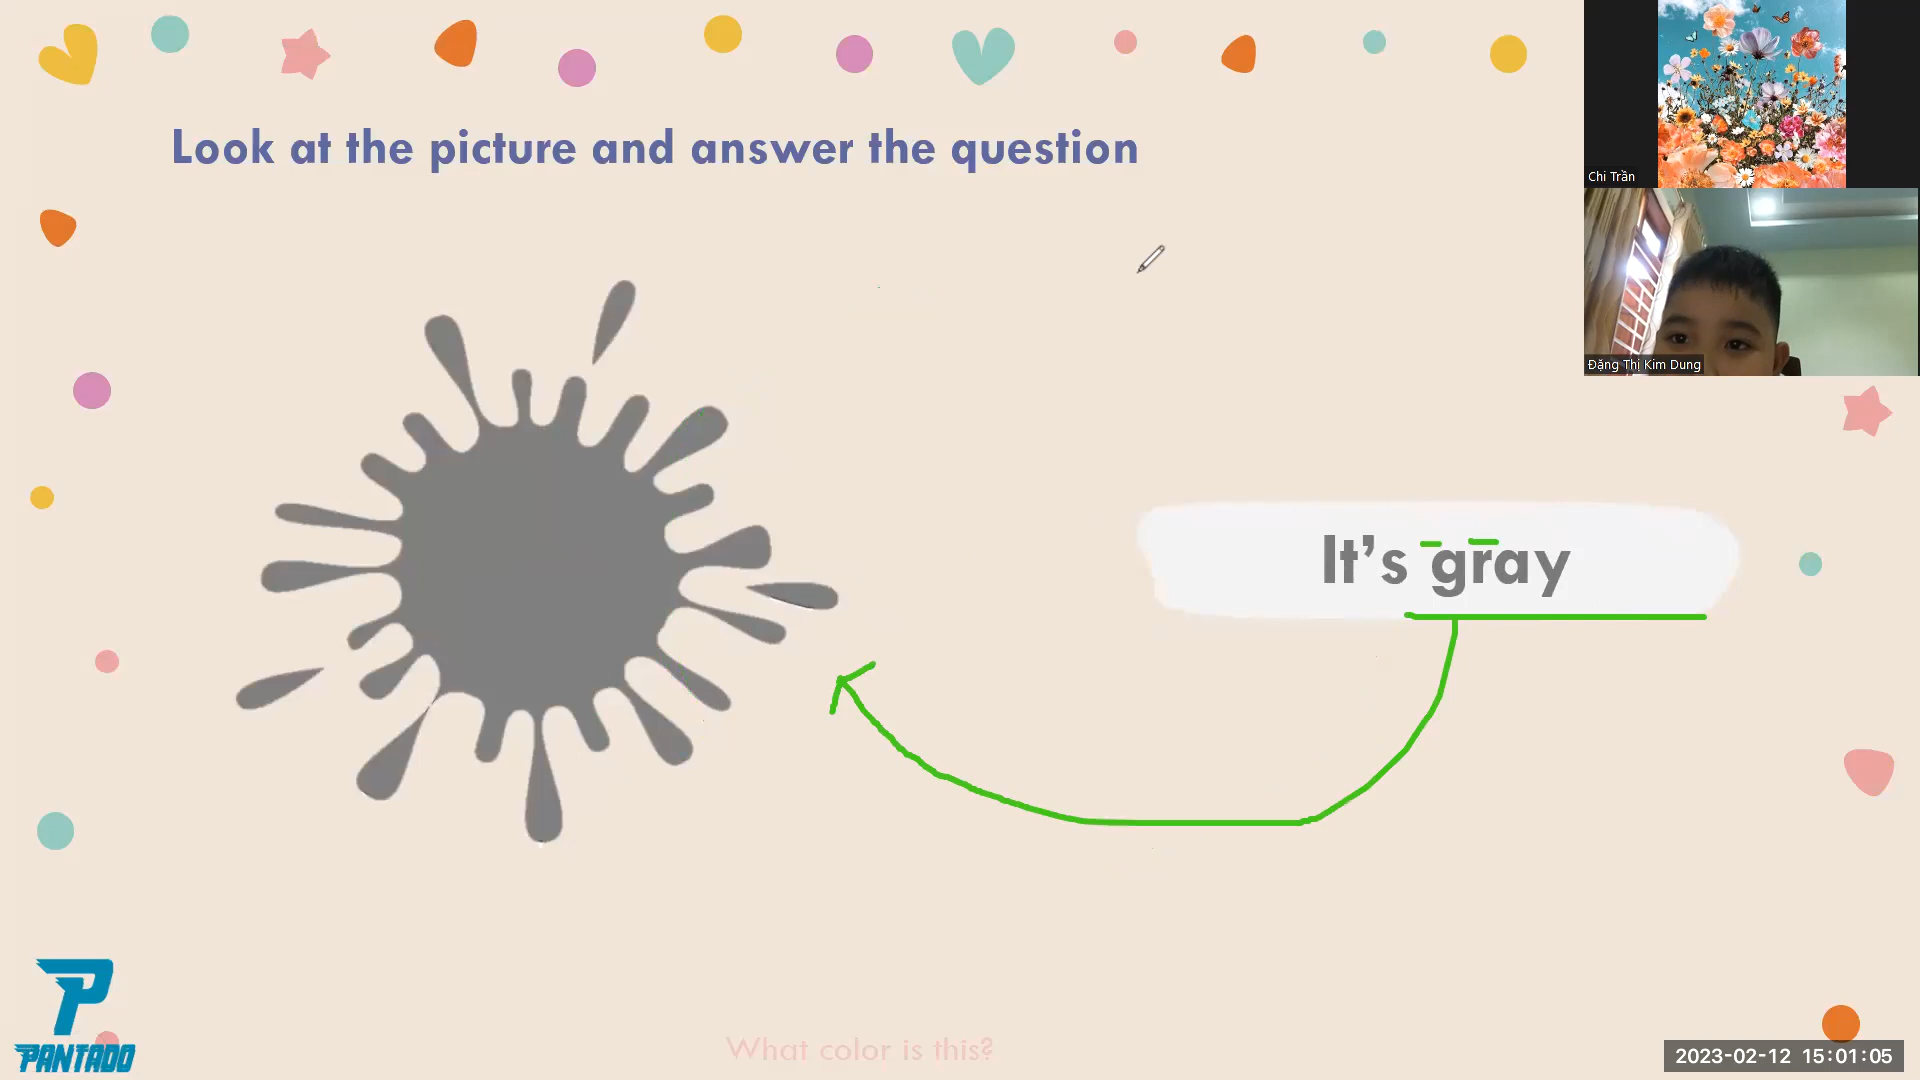 Look at the picture and answer the question
Chi Trần
Đặng Thị Kim Dung
It's gray
What color is this?
PANTADO
2023-02-12 15:01:05